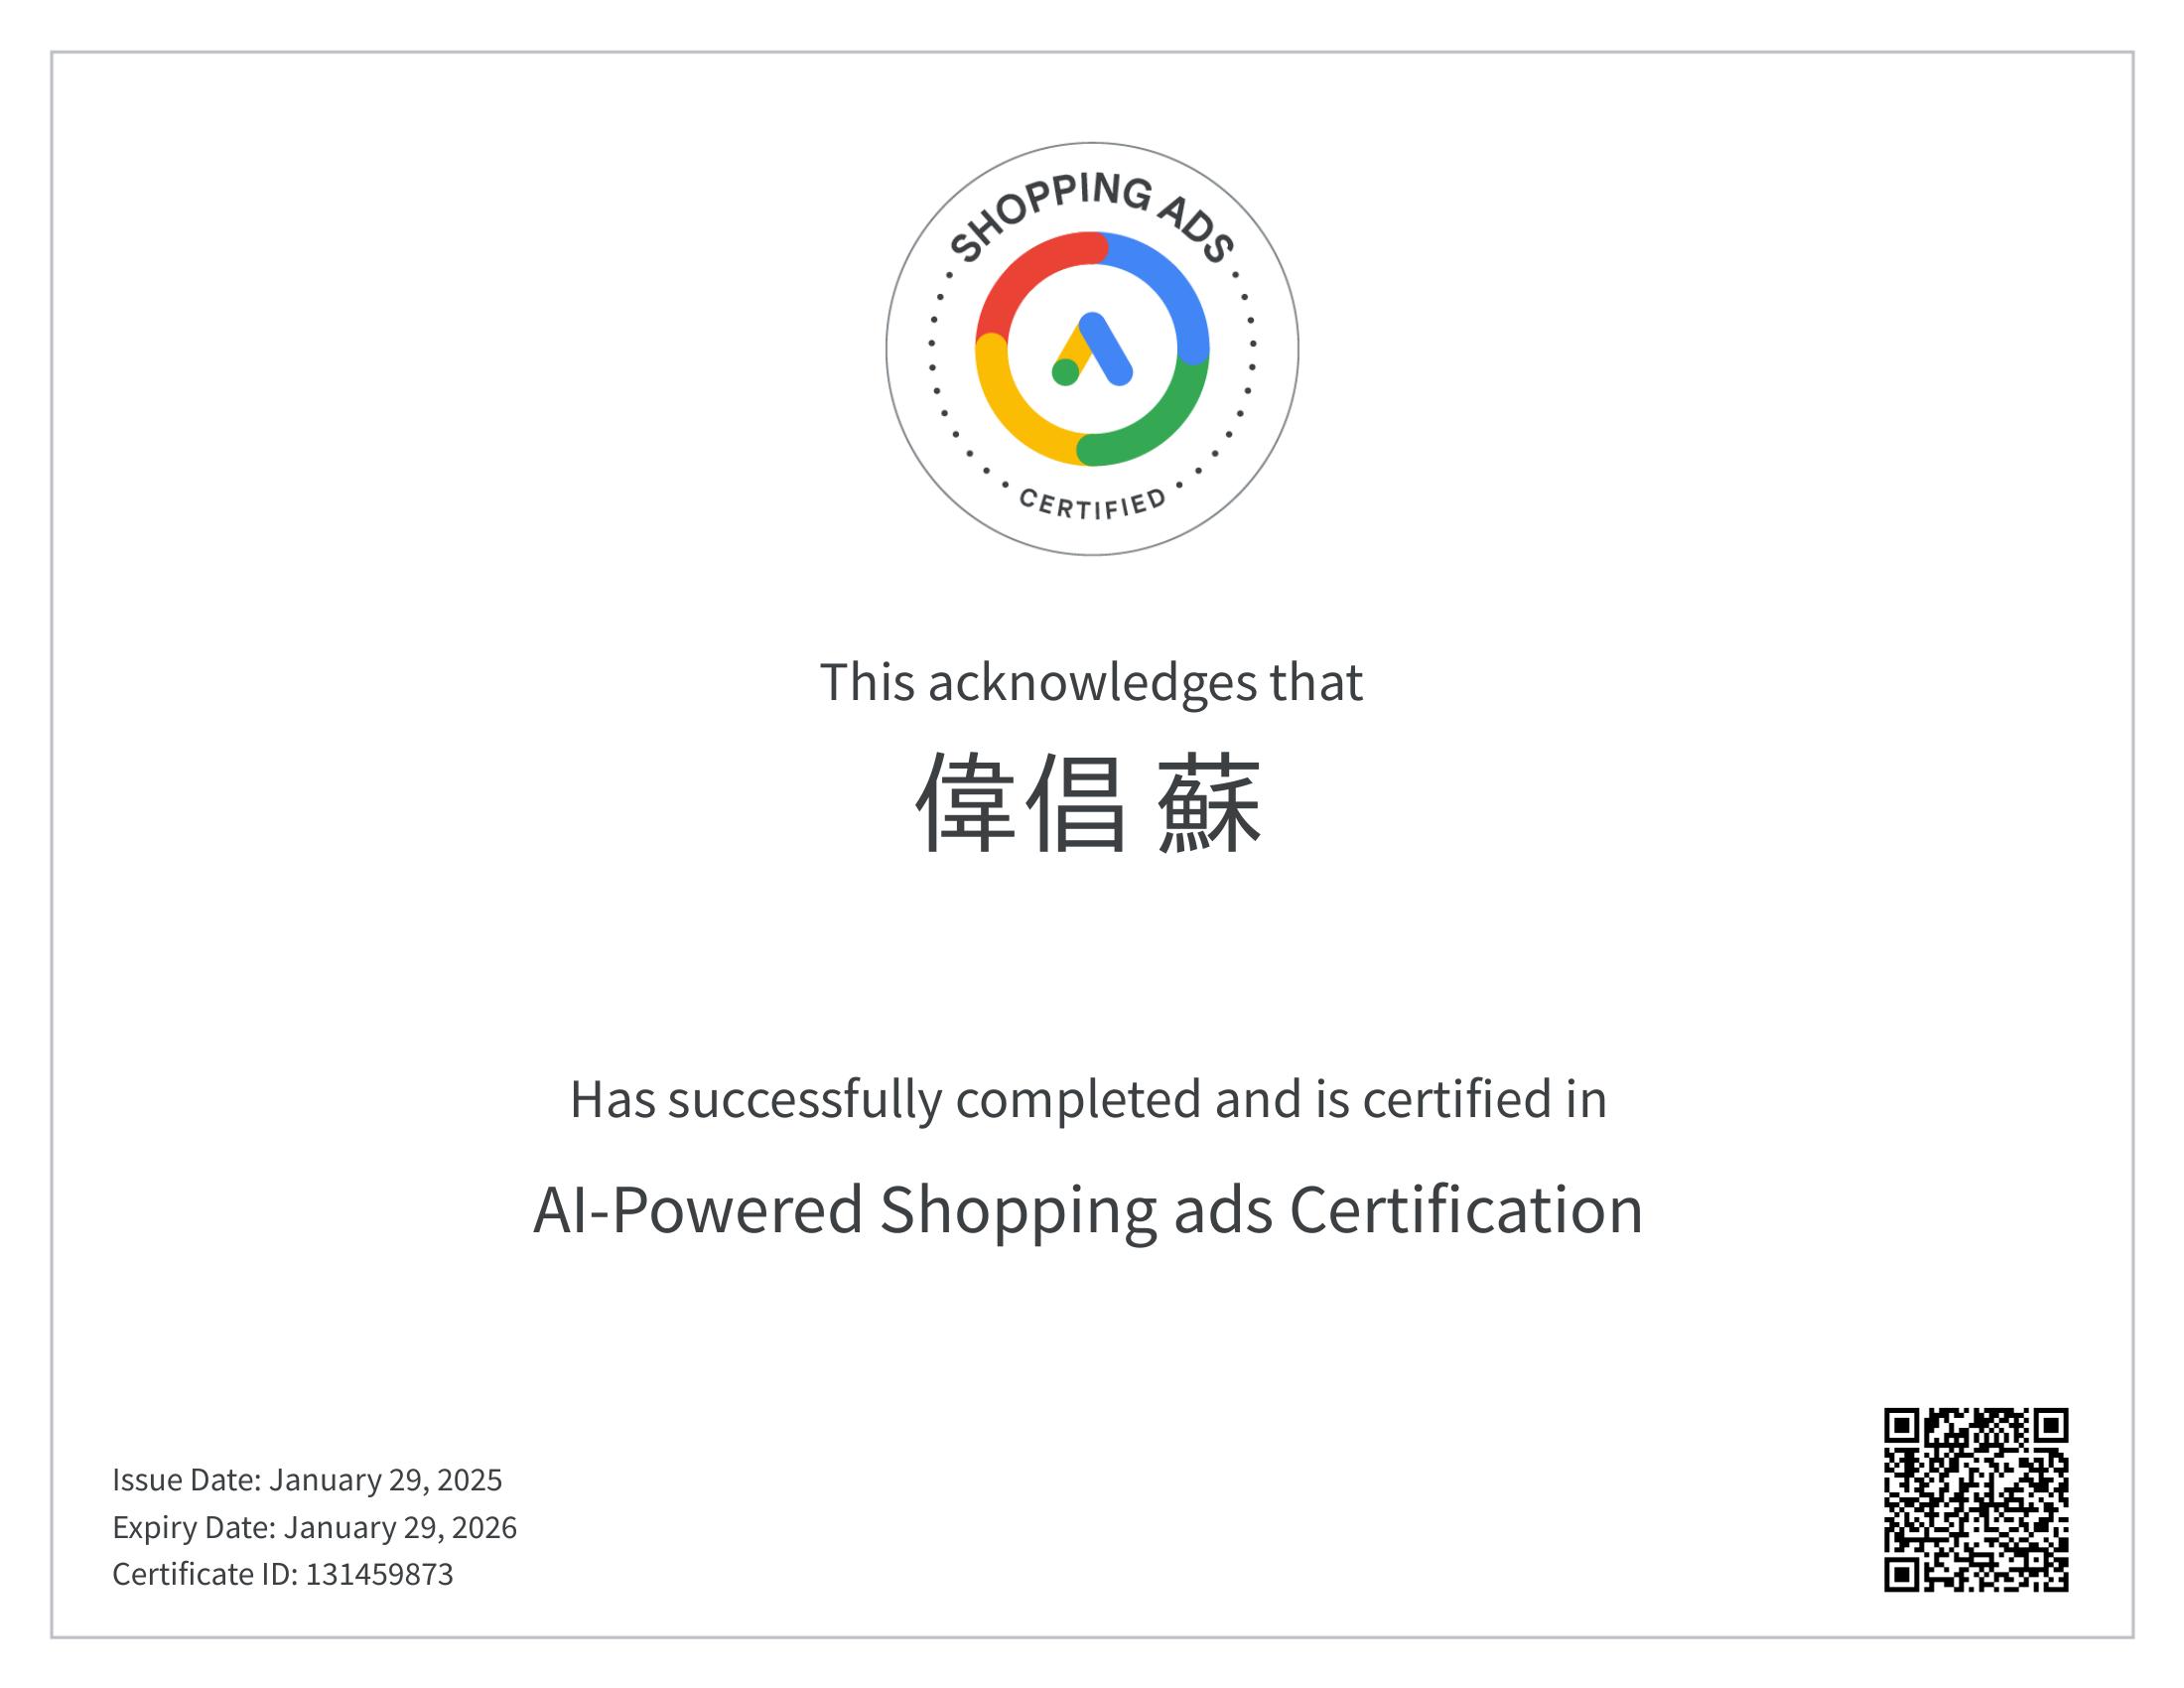 SHOPPING ADS
CERTIFIED
This acknowledges that
偉倡 蘇
Has successfully completed and is certified in
AI-Powered Shopping ads Certification
Issue Date: January 29, 2025
Expiry Date: January 29, 2026
Certificate ID: 131459873